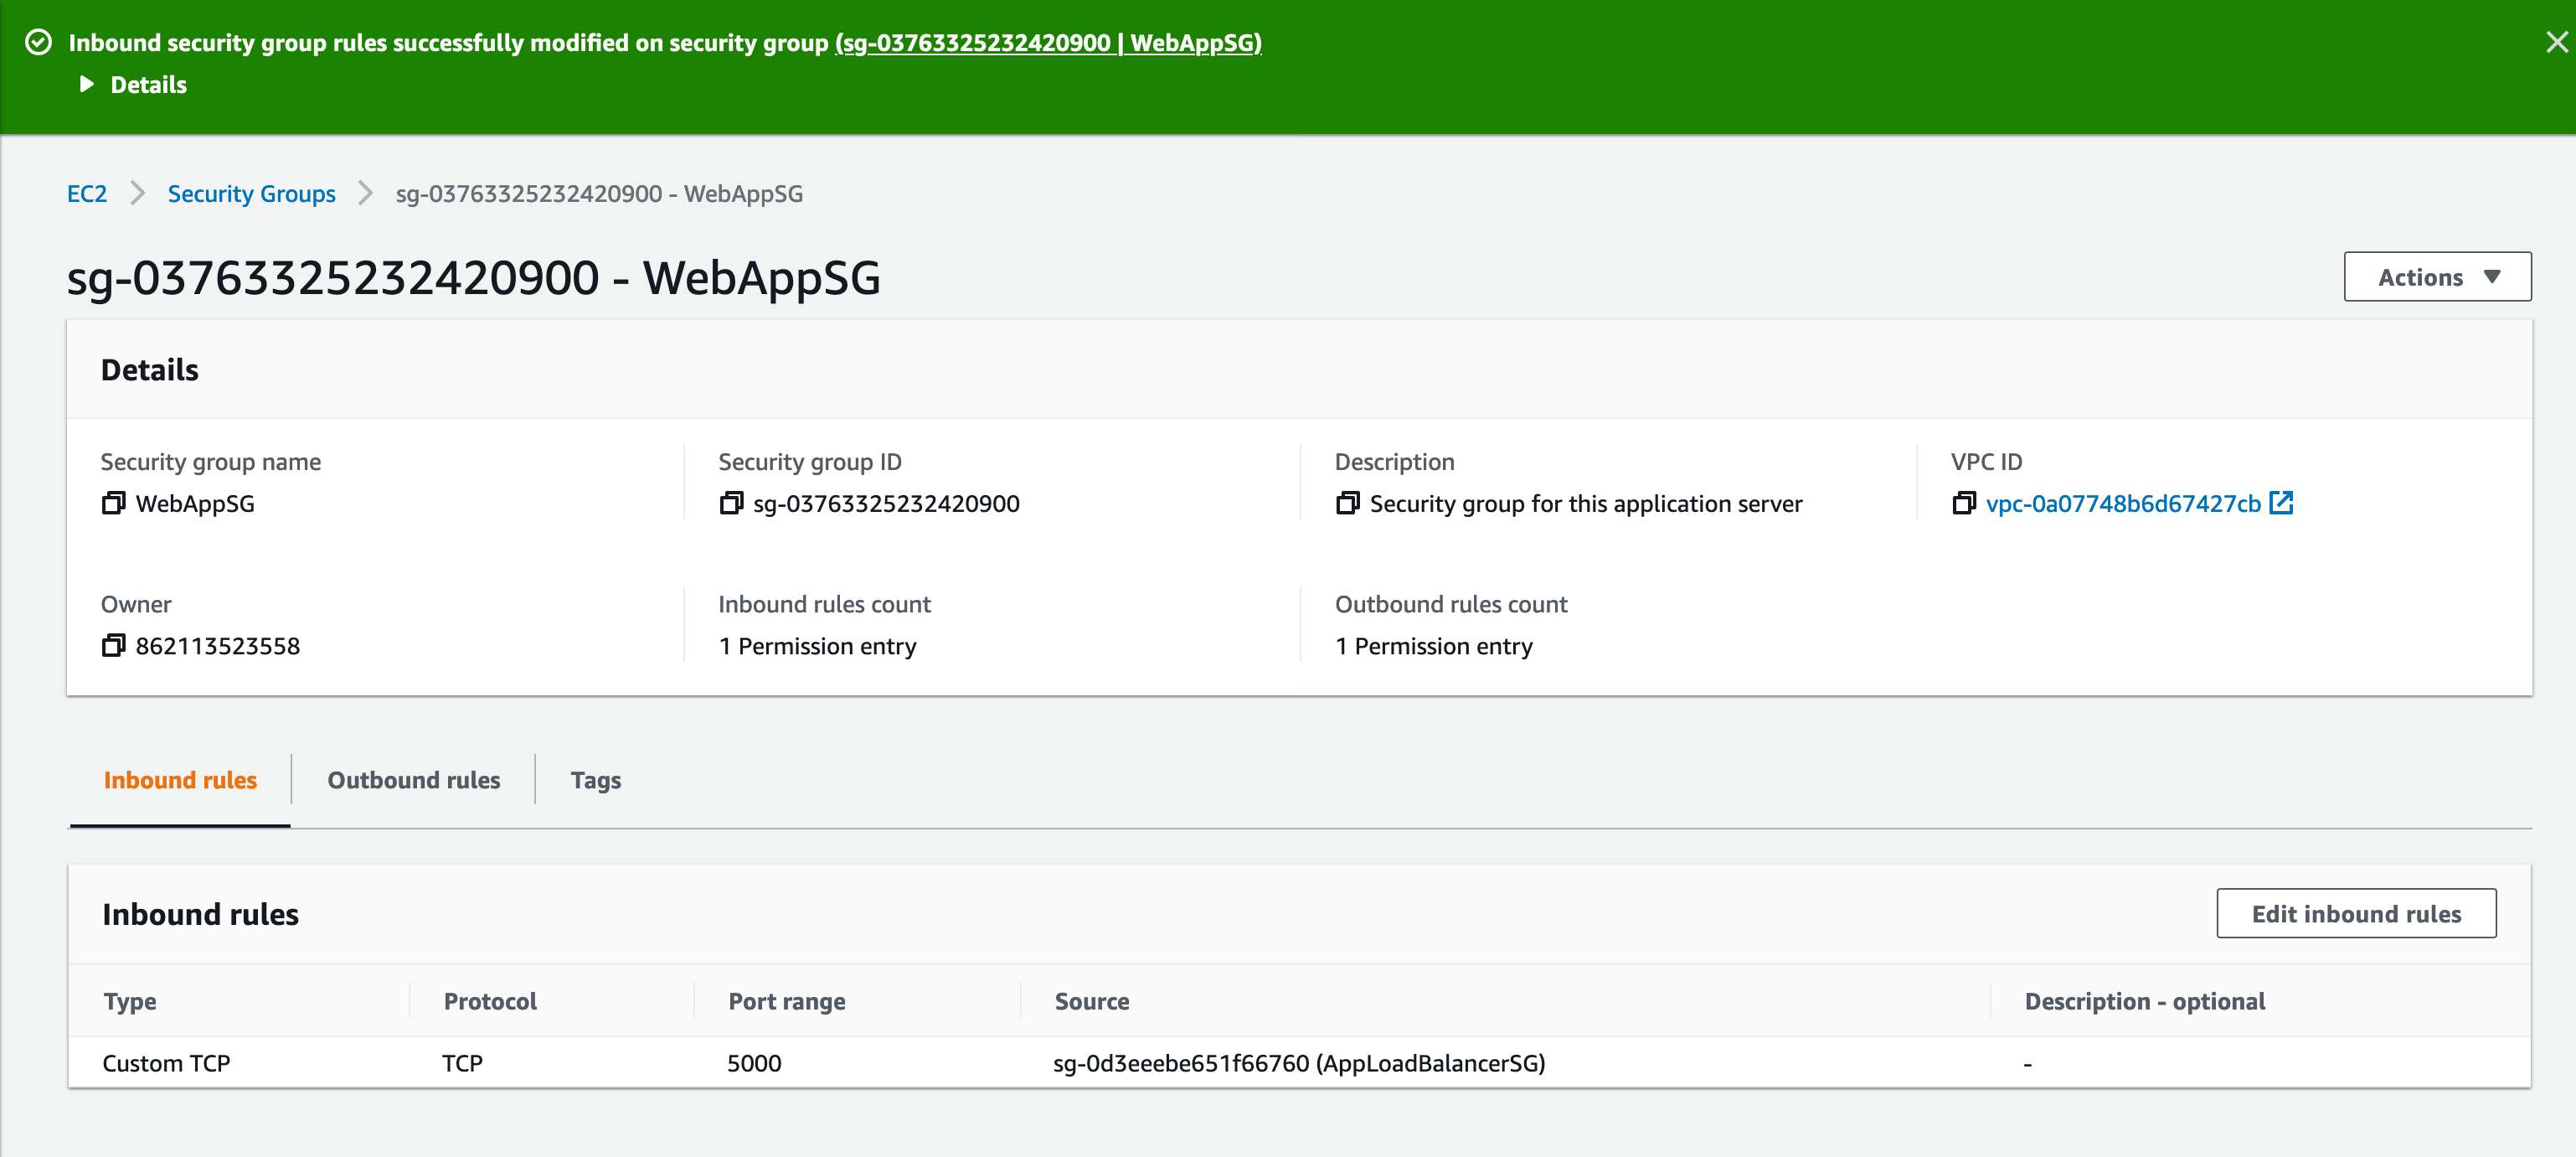 Inbound security group rules successfully modified on security group (sg-03763325232420900 | WebAppSG)
Details
EC2 Security Groups sg-03763325232420900 - WebAppSG
sg-03763325232420900 - WebAppSG
Actions
Details
Security group name Security group ID Description VPC ID
WebAppSG sg-03763325232420900 Security group for this application server vpc-0a07748b6d67427cb
Owner Inbound rules count Outbound rules count
862113523558 1 Permission entry 1 Permission entry
Inbound rules Outbound rules Tags
Inbound rules Edit inbound rules
Type Protocol Port range Source Description - optional
Custom TCP TCP 5000 sg-0d3eeebe651f66760 (AppLoadBalancerSG) -